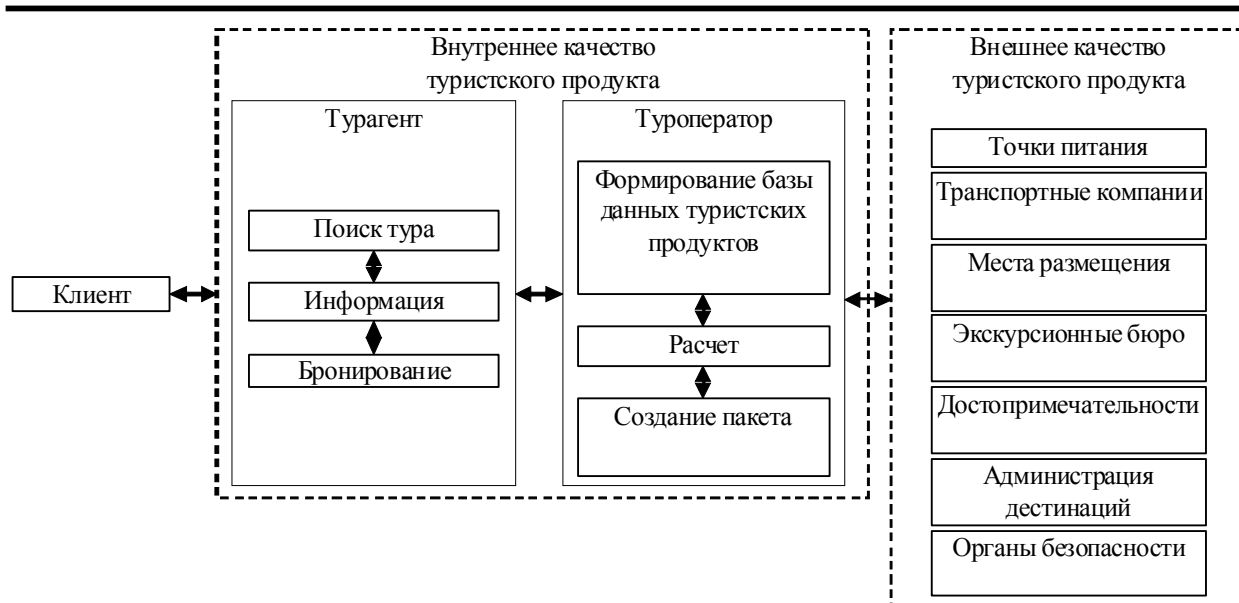 Внутреннее качество
туристского продукта
Внешнее качество
туристского продукта
Клиент
Турагент
Поиск тура
Информация
Бронирование
Туроператор
Формирование базы
данных туристских
продуктов
Расчет
Создание пакета
Точки питания
Транспортные компании
Места размещения
Экскурсионные бюро
Достопримечательности
Администрация
дестинаций
Органы безопасности